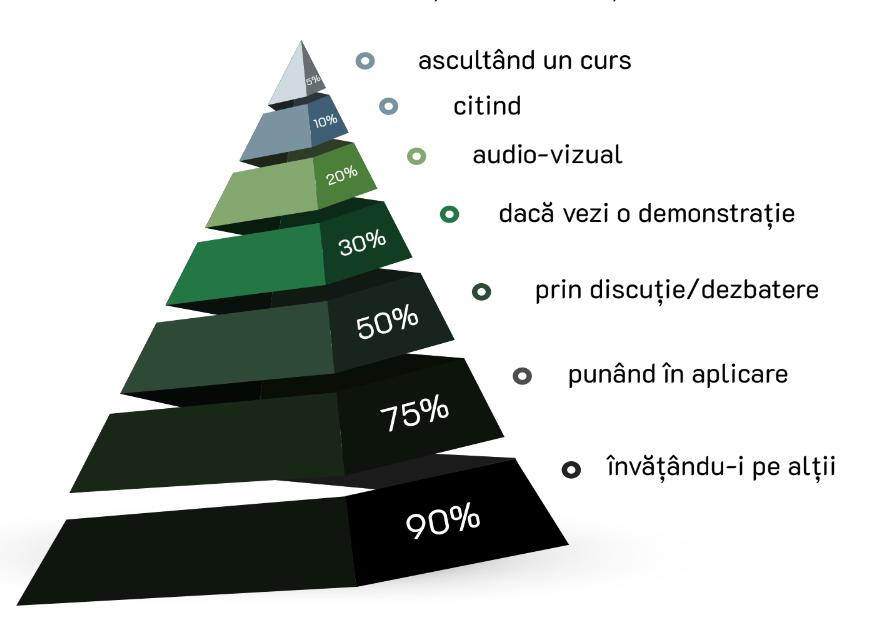 ascultând un curs
5%
citind
10%
audio-vizual
20%
dacă vezi o demonstrație
30%
prin discuție/dezbatere
50%
punând în aplicare
75%
învățându-i pe alții
90%